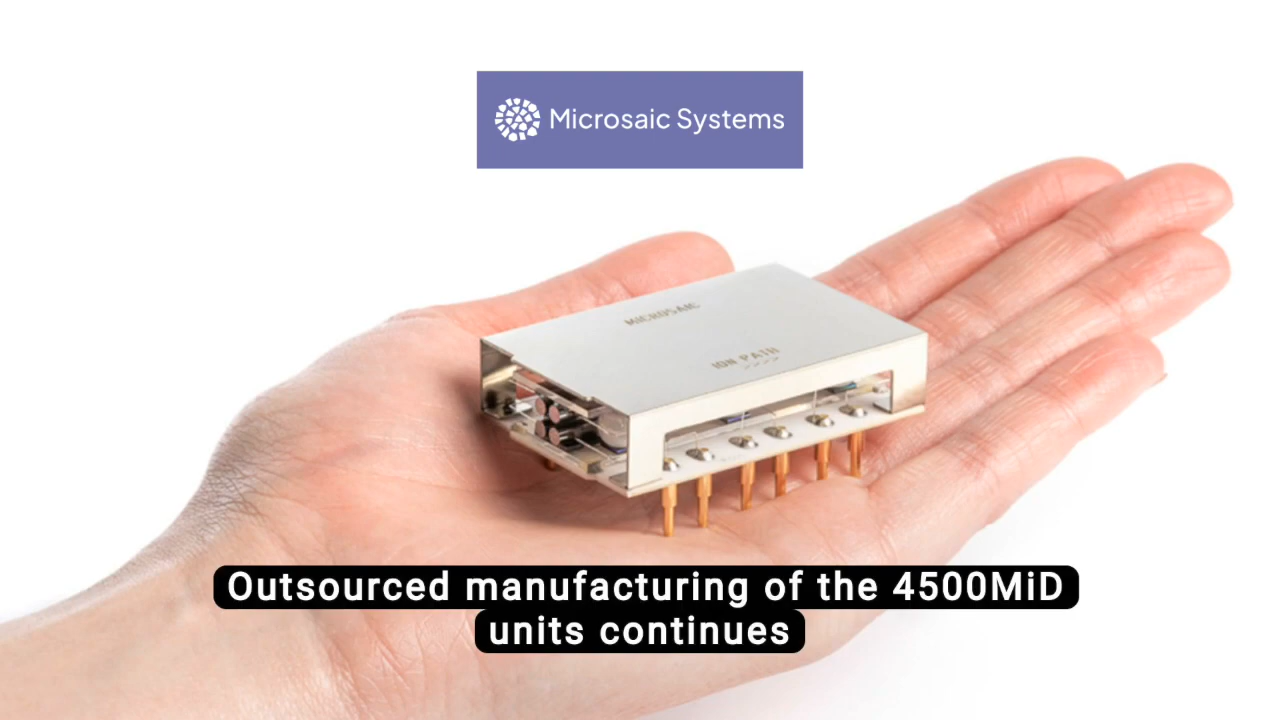 Microsaic Systems
MICROSAIC
ION PATH
>>>>
Outsourced manufacturing of the 4500MiD
units continues